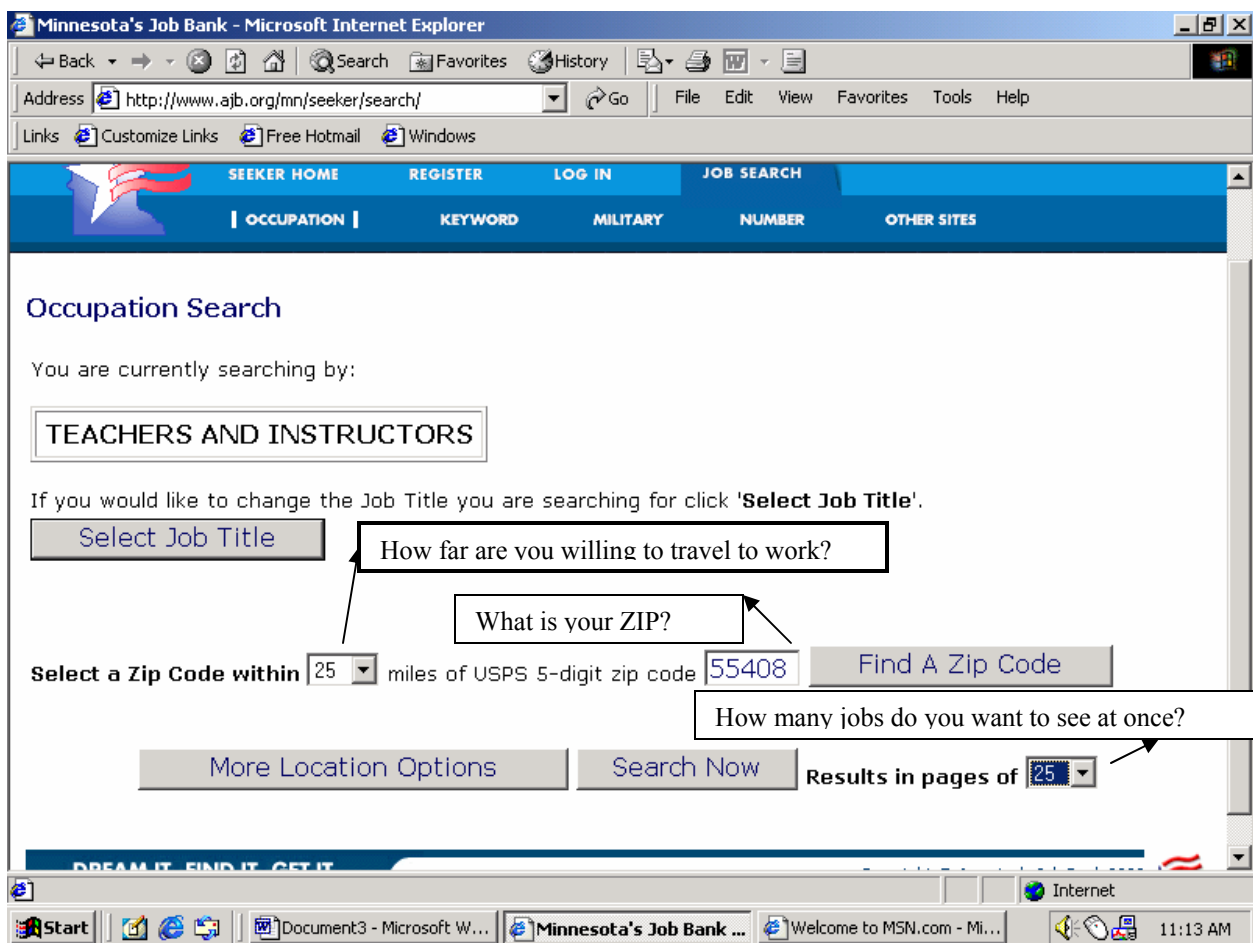 Minnesota's Job Bank - Microsoft Internet Explorer
Back Search Favorites History
Address http://www.ajb.org/mn/seeker/search/ Go File Edit View Favorites Tools Help
Links Customize Links Free Hotmail Windows
SEEKER HOME REGISTER LOG IN JOB SEARCH
OCCUPATION KEYWORD MILITARY NUMBER OTHER SITES
Occupation Search
You are currently searching by:
TEACHERS AND INSTRUCTORS
If you would like to change the Job Title you are searching for click 'Select Job Title'.
Select Job Title
How far are you willing to travel to work?
What is your ZIP?
Select a Zip Code within 25 miles of USPS 5-digit zip code 55408 Find A Zip Code
How many jobs do you want to see at once?
More Location Options Search Now Results in pages of 25
DREAM IT FIND IT GET IT
Internet
Start Document3 - Microsoft W... Minnesota's Job Bank ... Welcome to MSN.com - Mi... 11:13 AM